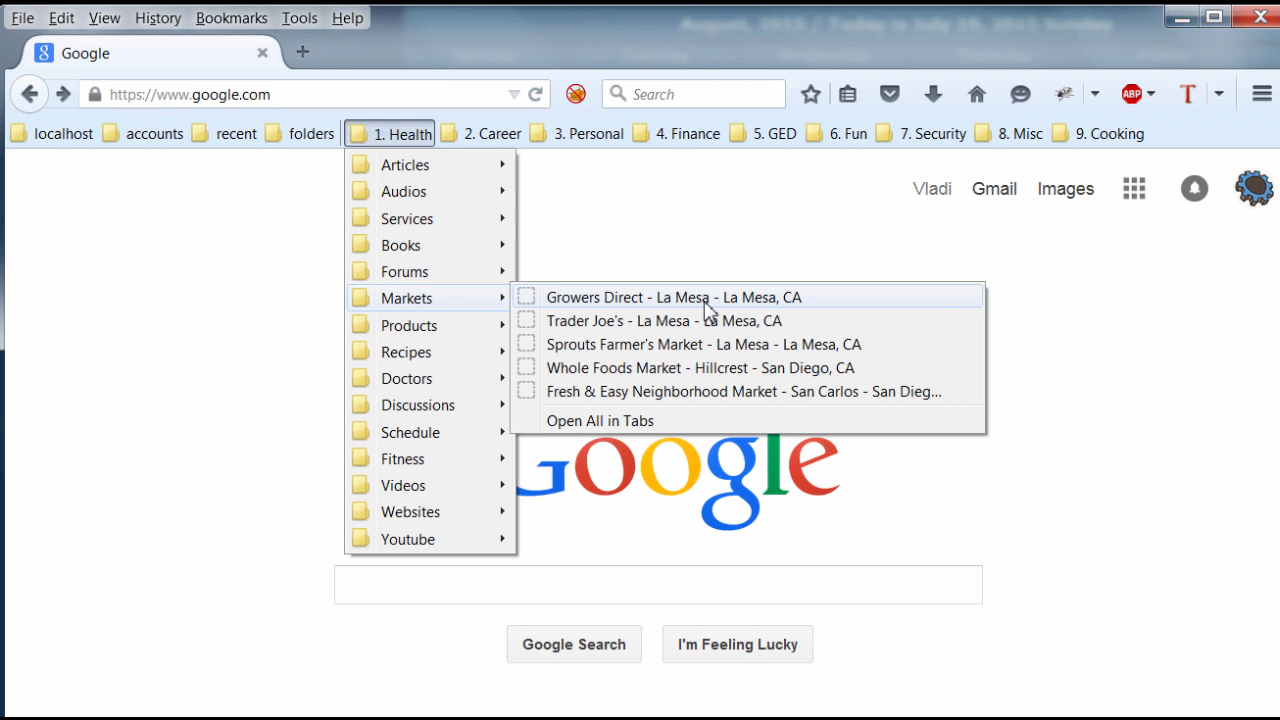 File Edit View History Bookmarks Tools Help
Google
https://www.google.com
Search
ABP
T
localhost accounts recent folders 1. Health 2. Career 3. Personal 4. Finance 5. GED 6. Fun 7. Security 8. Misc 9. Cooking
Vladi Gmail Images
Articles
Audios
Services
Books
Forums
Markets
Products
Recipes
Doctors
Discussions
Schedule
Fitness
Videos
Websites
Youtube
Growers Direct - La Mesa - La Mesa, CA
Trader Joe's - La Mesa - La Mesa, CA
Sprouts Farmer's Market - La Mesa - La Mesa, CA
Whole Foods Market - Hillcrest - San Diego, CA
Fresh & Easy Neighborhood Market - San Carlos - San Dieg...
Open All in Tabs
Google
Google Search
I'm Feeling Lucky